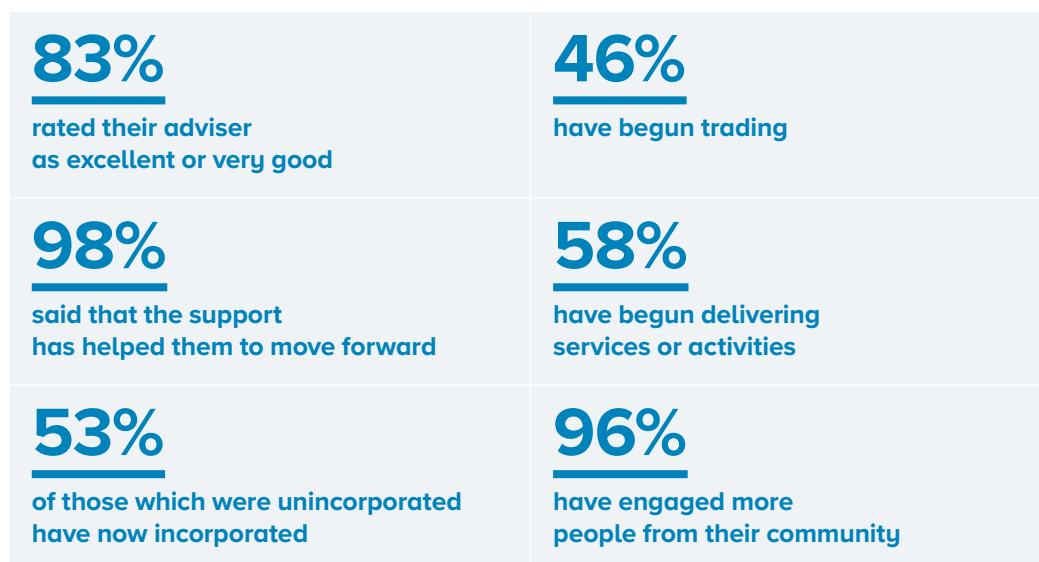 83%
rated their adviser
as excellent or very good
46%
have begun trading
98%
said that the support
has helped them to move forward
58%
have begun delivering
services or activities
53%
of those which were unincorporated
have now incorporated
96%
have engaged more
people from their community